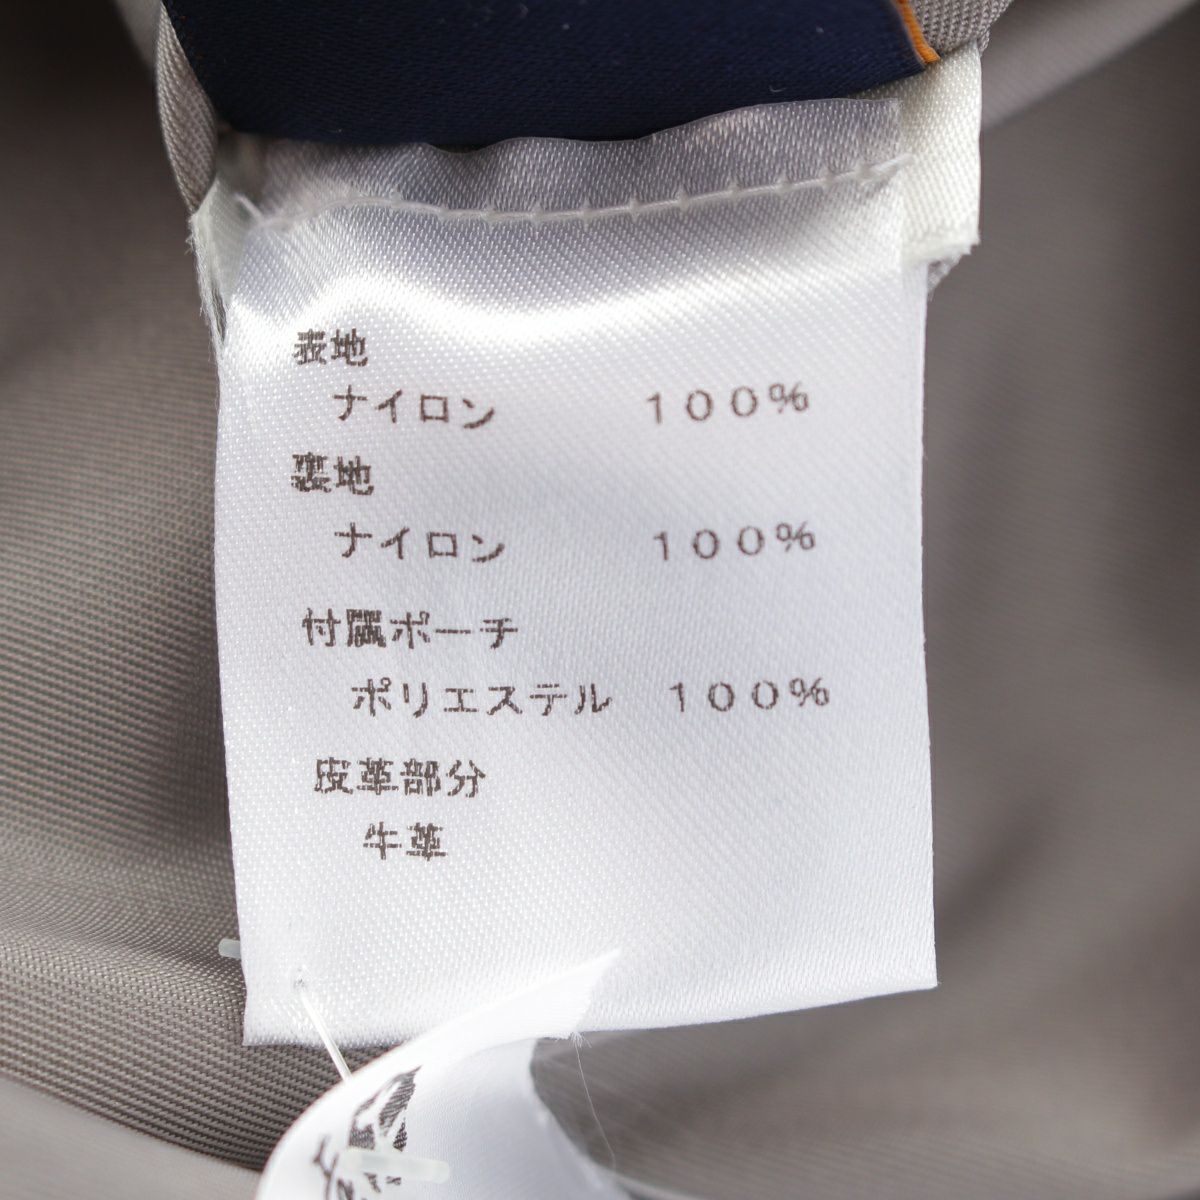 表地
ナイロン　１００％
裏地
ナイロン　１００％
付属ポーチ
ポリエステル　１００％
皮革部分
牛革